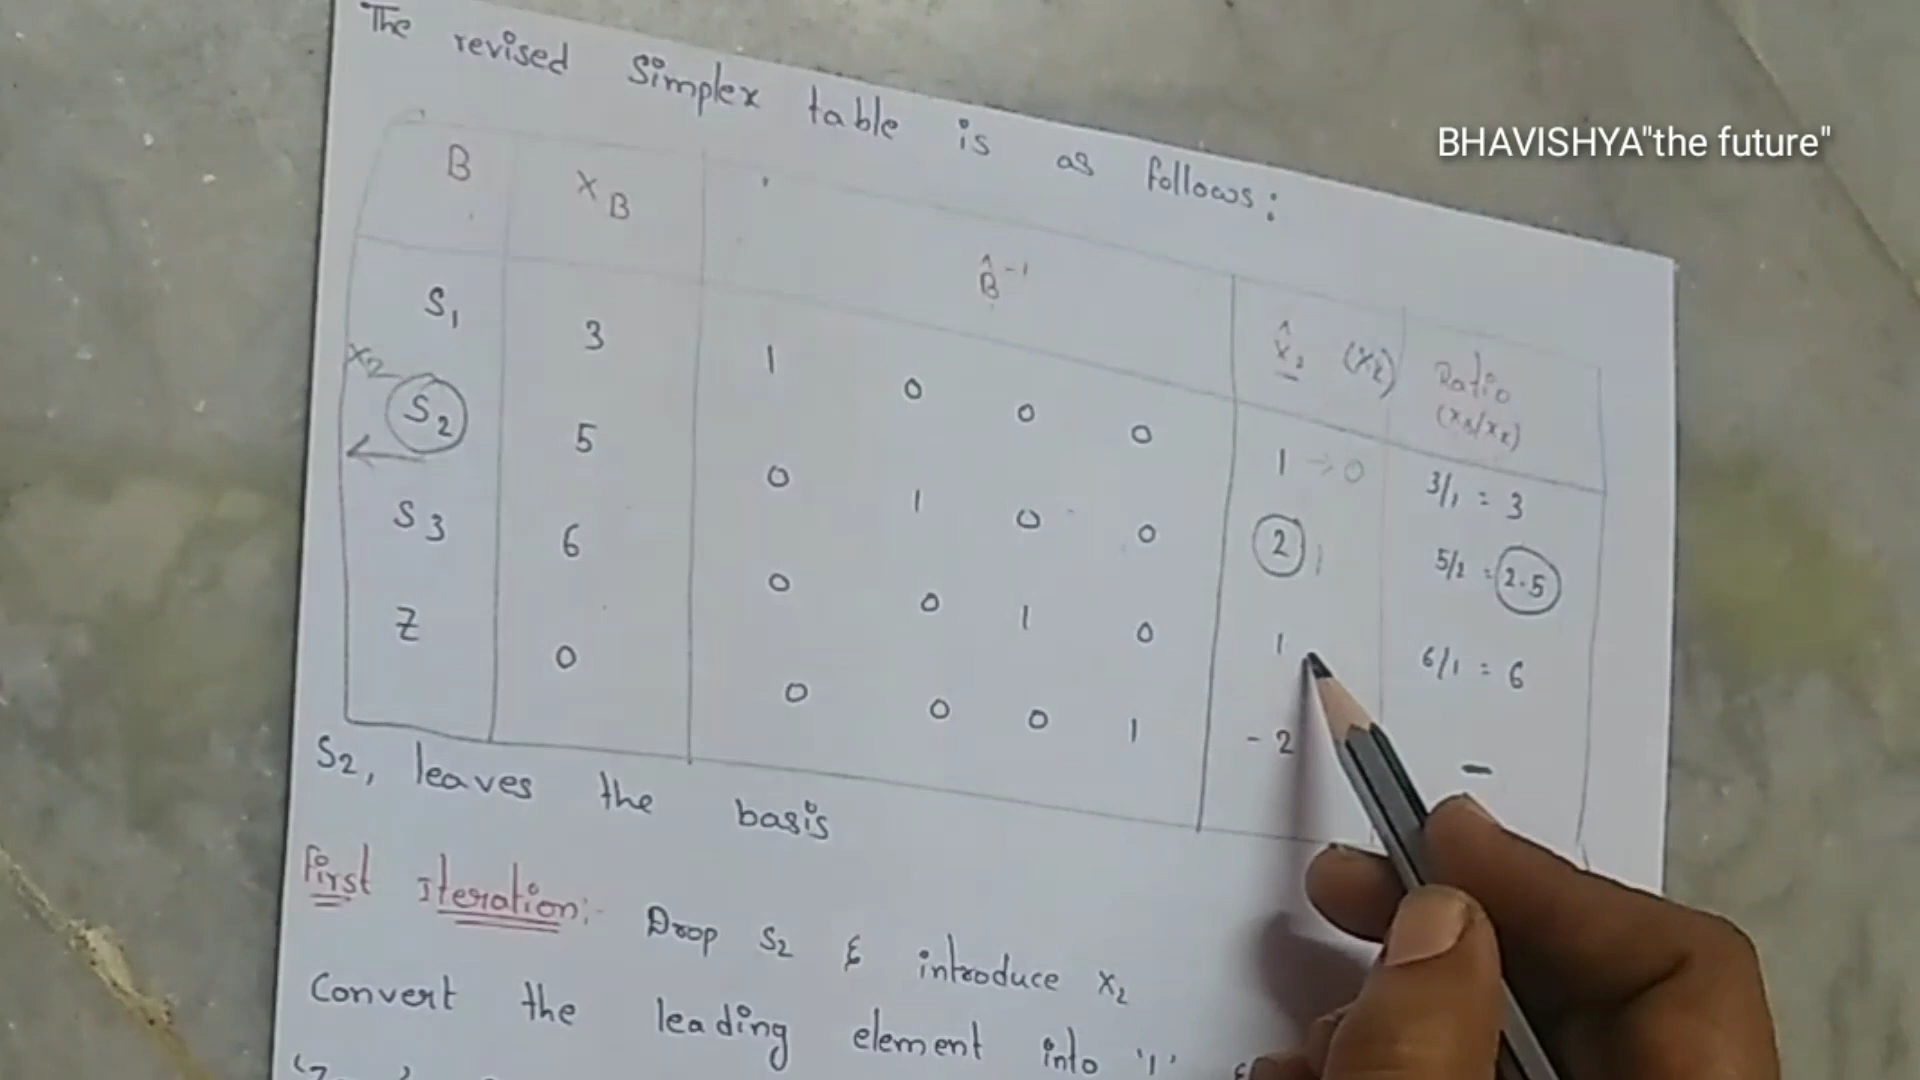 The revised Simplex table is as follows:
BHAVISHYA"the future"
B X_B B̂⁻¹ x̂₂ (X_k) Ratio (x_B/x_k)
S₁ 3 1 0 0 0 1 → 0 3/1 = 3
x₂
S₂ 5 0 1 0 0 2 1 5/2 = 2.5
S3 6 0 0 1 0 1 6/1 = 6
Z 0 0 0 0 1 -2 -
S₂, leaves the basis
First Iteration:- Drop S₂ & introduce x₂
Convert the leading element into '1' &